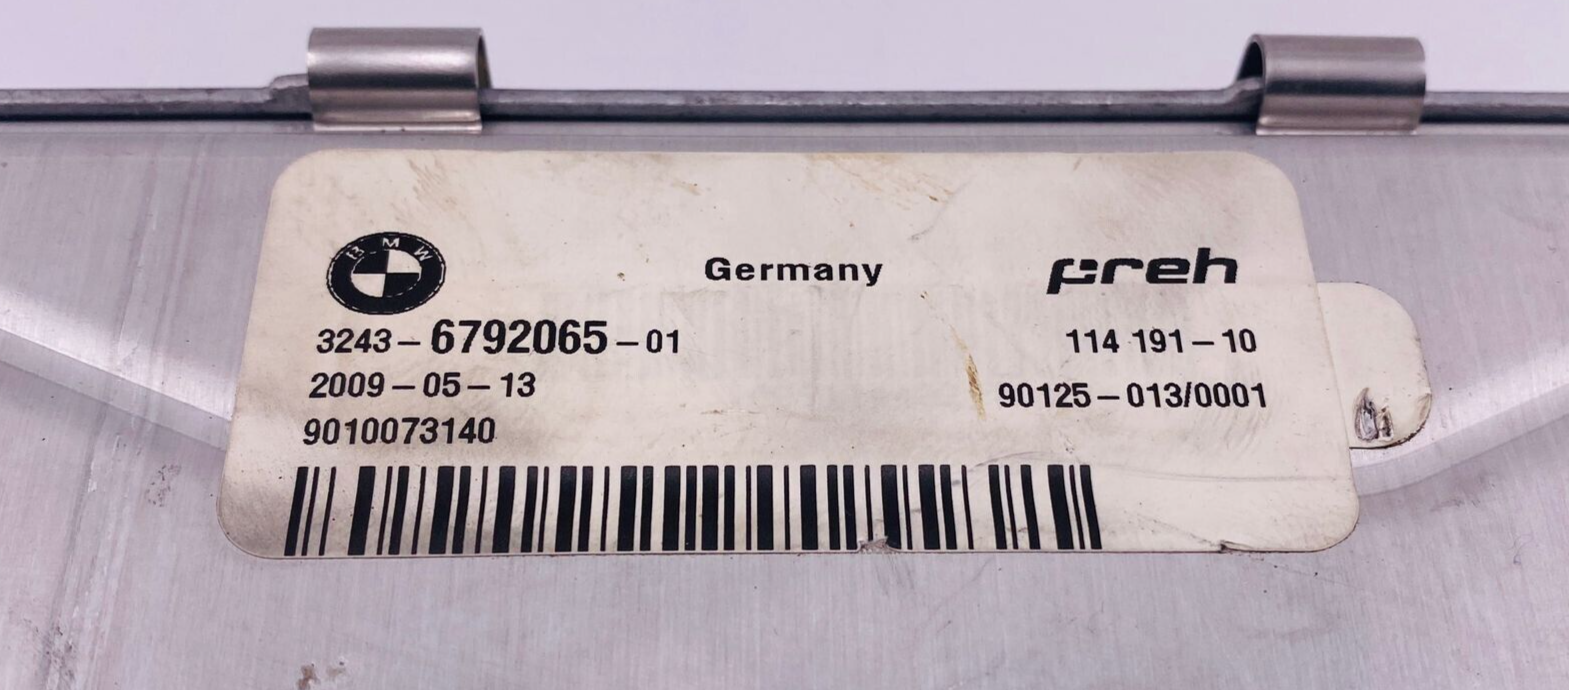 BMW
Germany
preh
3243-6792065-01
114 191-10
2009-05-13
90125-013/0001
9010073140